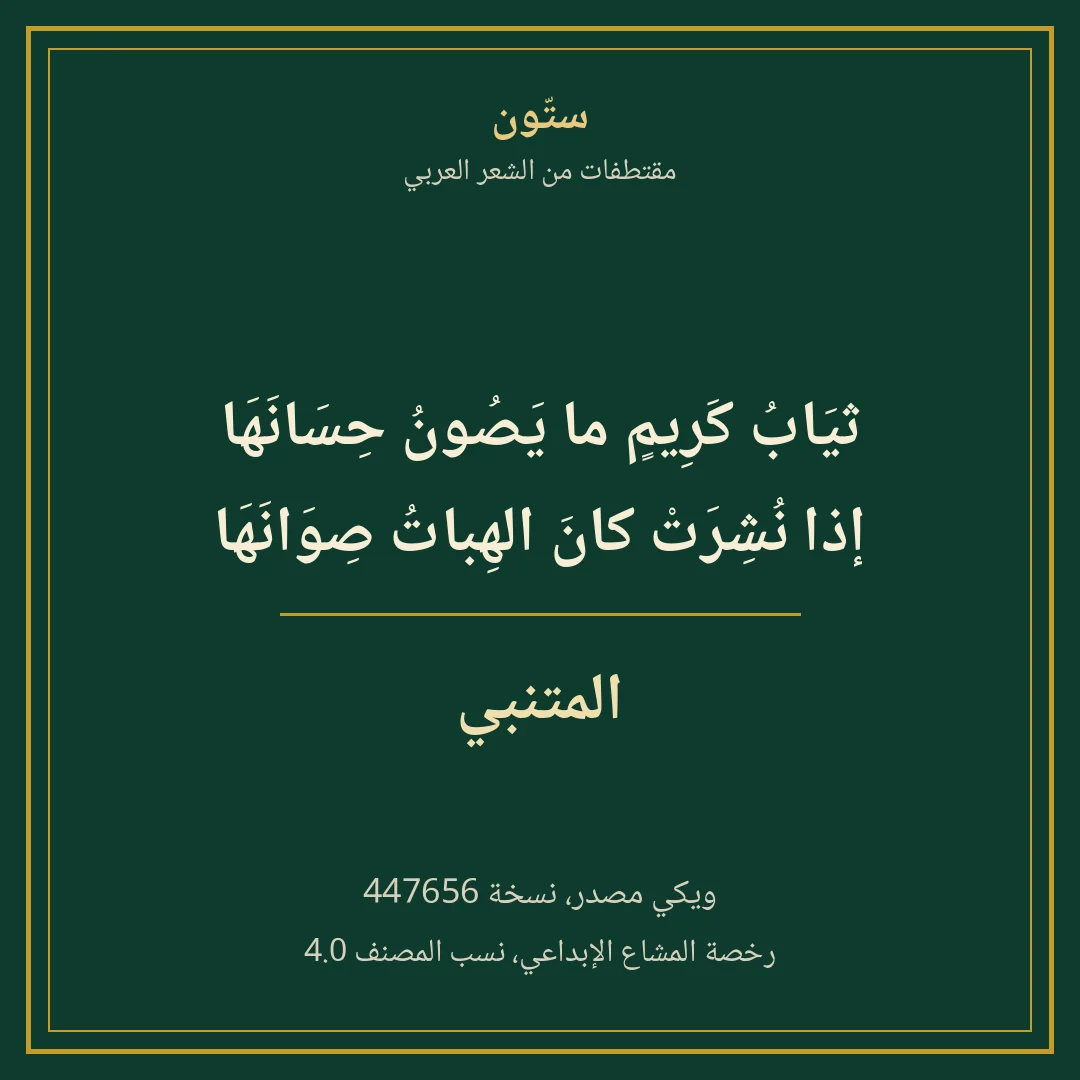 ستّون
مقتطفات من الشعر العربي
ثيَابُ كَرِيمٍ ما يَصُونُ حِسَانَهَا
إذا نُشِرَتْ كانَ الهِباتُ صِوَانَهَا
المتنبي
ويكي مصدر، نسخة 447656
رخصة المشاع الإبداعي، نسب المصنف 4.0